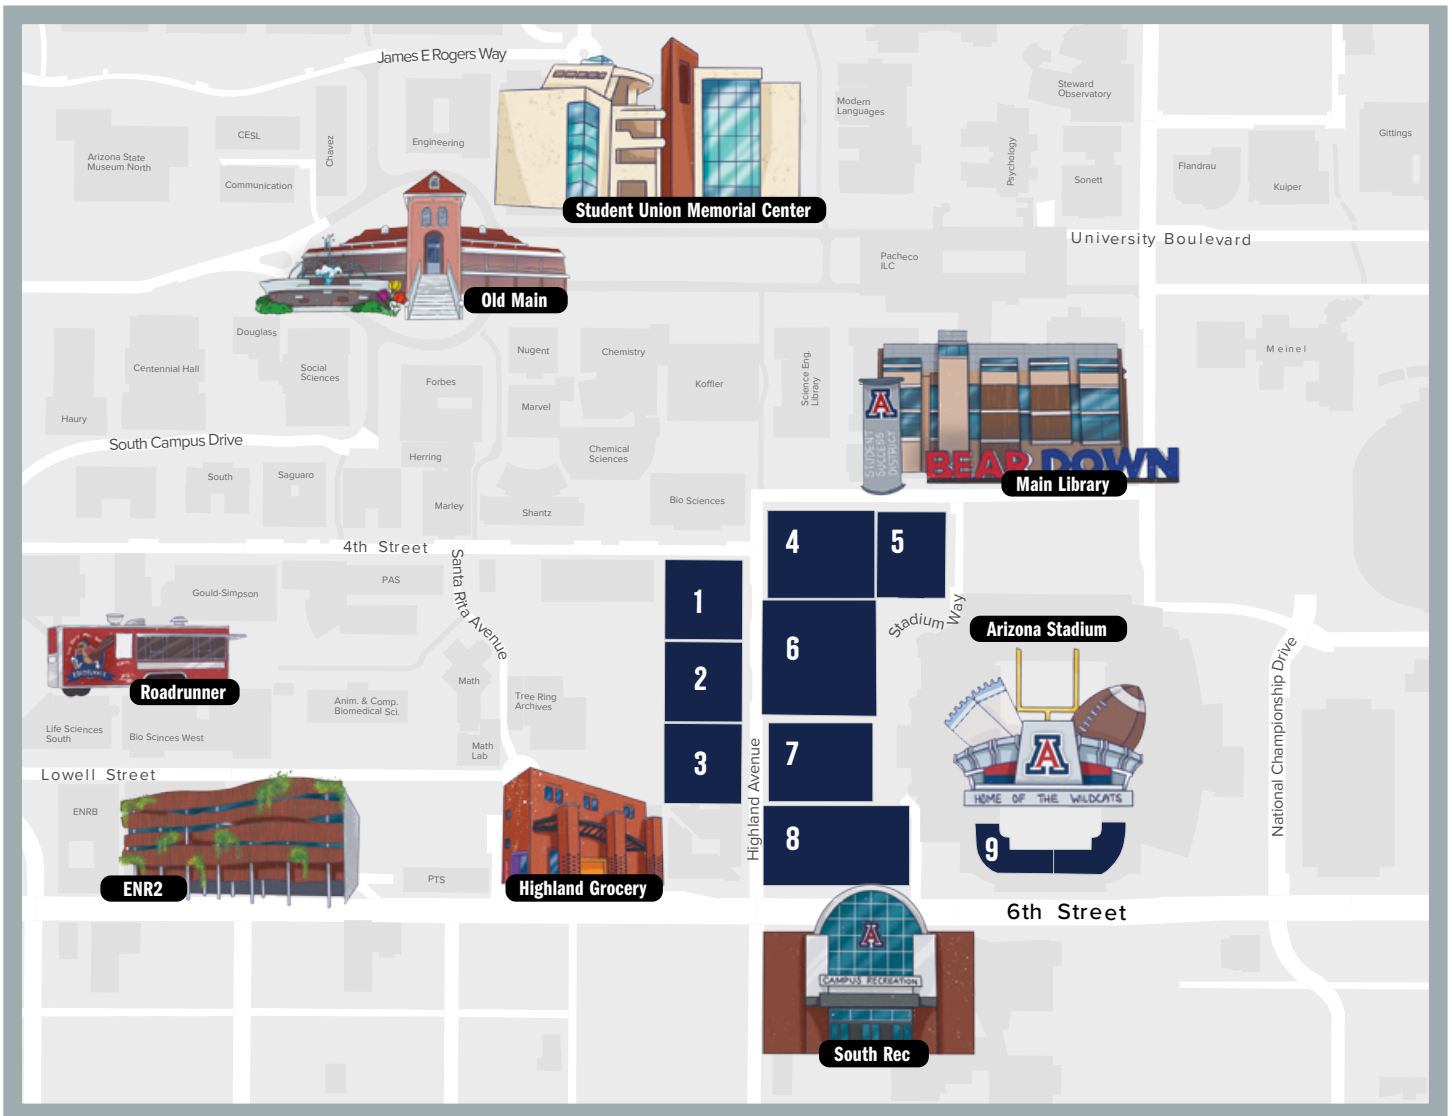 James E Rogers Way
Steward
Observatory
Modern
Languages
CESL
Chavez
Engineering
Gittings
Arizona State
Museum North
Psychology
Flandrau
Communication
Sonett
Kuiper
Student Union Memorial Center
University Boulevard
Pacheco
ILC
Old Main
Douglass
Nugent
Chemistry
Meinel
Centennial Hall
Social
Sciences
Forbes
Koffler
Science Eng.
Library
Marvel
A
STUDENT
SUCCESS
DISTRICT
Haury
South Campus Drive
Herring
Chemical
Sciences
BEAR DOWN
Main Library
South
Saguaro
Marley
Shantz
Bio Sciences
4th Street
4
5
PAS
Gould-Simpson
Santa Rita Avenue
1
Stadium Way
Arizona Stadium
6
2
Roadrunner
Math
Tree Ring
Archives
Anim. & Comp.
Biomedical Sci.
National Championship Drive
Life Sciences
South
Bio Scinces West
Math
Lab
3
7
A
HOME OF THE WILDCATS
Lowell Street
Highland Avenue
ENRB
8
9
ENR2
PTS
Highland Grocery
6th Street
A
CAMPUS RECREATION
South Rec